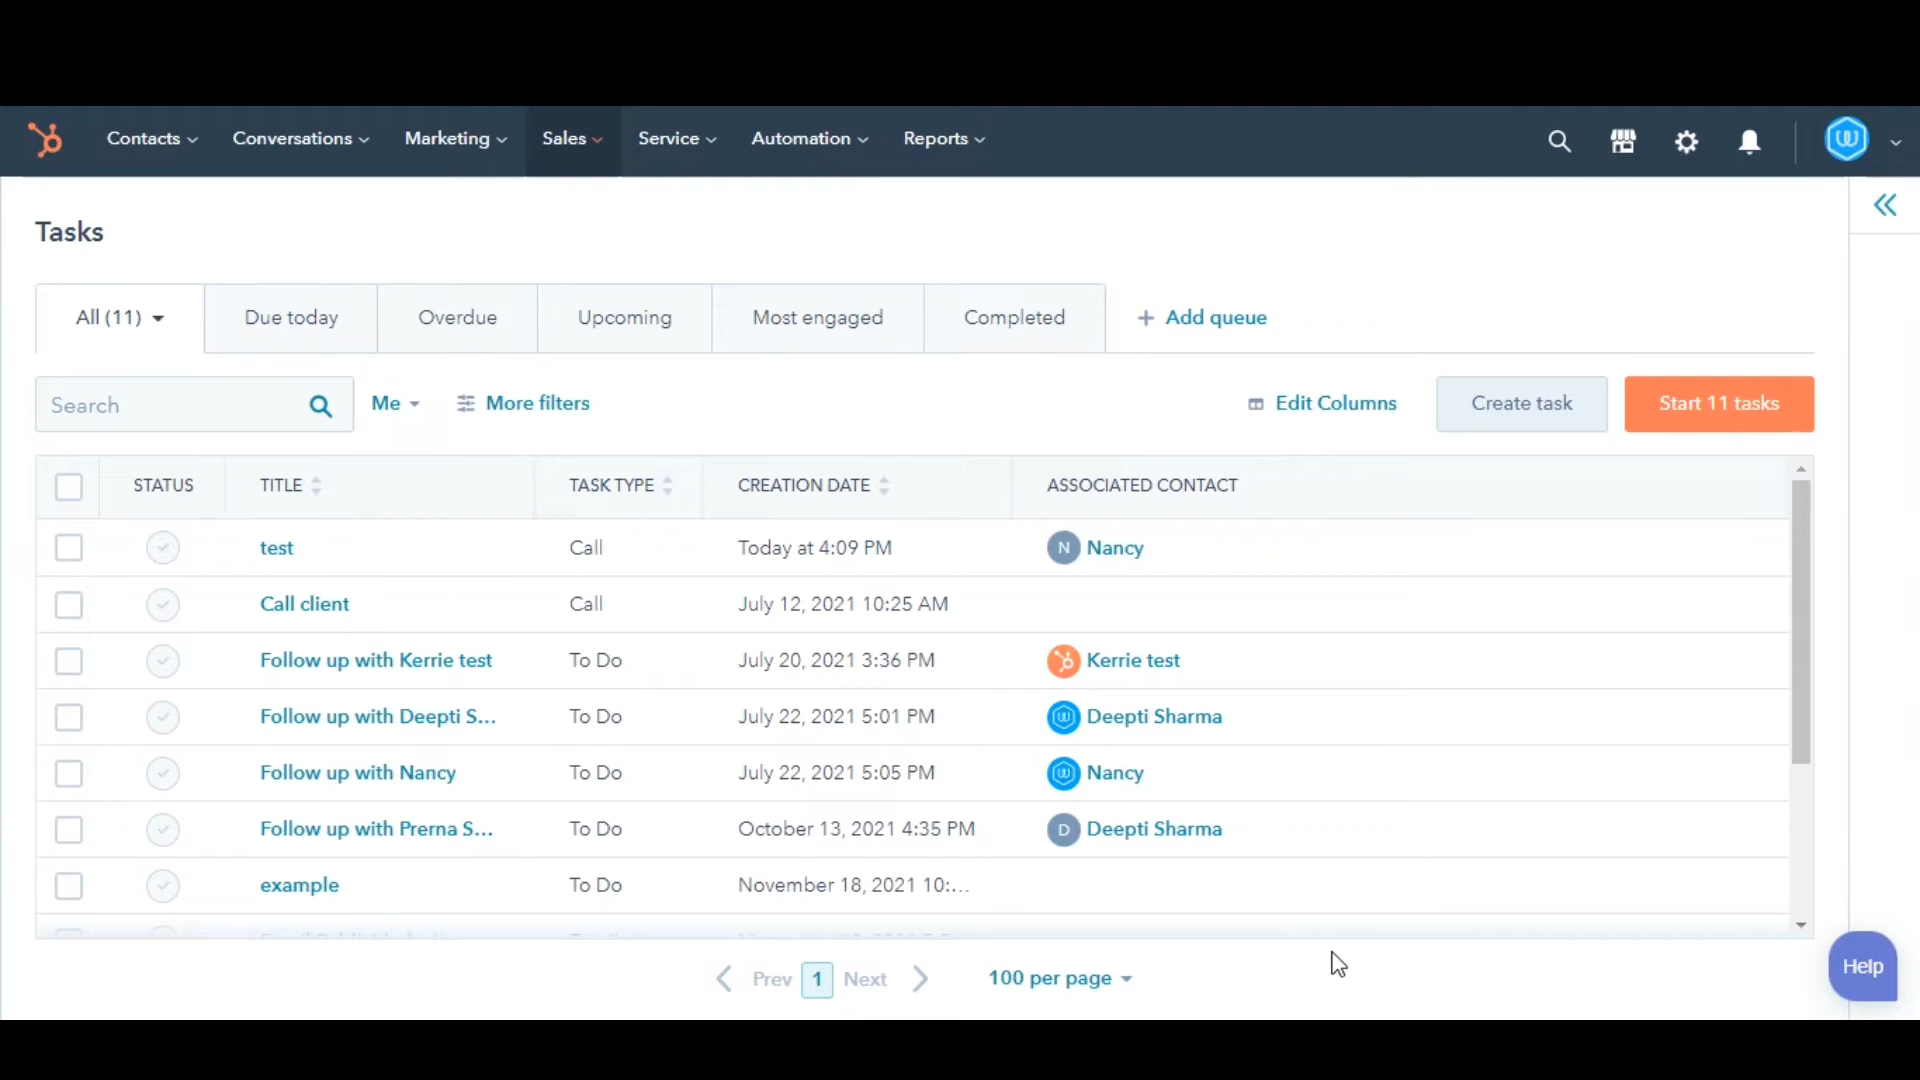 Contacts Conversations Marketing Sales Service Automation Reports
Tasks
All (11) Due today Overdue Upcoming Most engaged Completed + Add queue
Search Me More filters Edit Columns Create task Start 11 tasks
STATUS TITLE TASK TYPE CREATION DATE ASSOCIATED CONTACT
test Call Today at 4:09 PM N Nancy
Call client Call July 12, 2021 10:25 AM
Follow up with Kerrie test To Do July 20, 2021 3:36 PM Kerrie test
Follow up with Deepti S... To Do July 22, 2021 5:01 PM Deepti Sharma
Follow up with Nancy To Do July 22, 2021 5:05 PM Nancy
Follow up with Prerna S... To Do October 13, 2021 4:35 PM D Deepti Sharma
example To Do November 18, 2021 10:...
Prev 1 Next 100 per page
Help